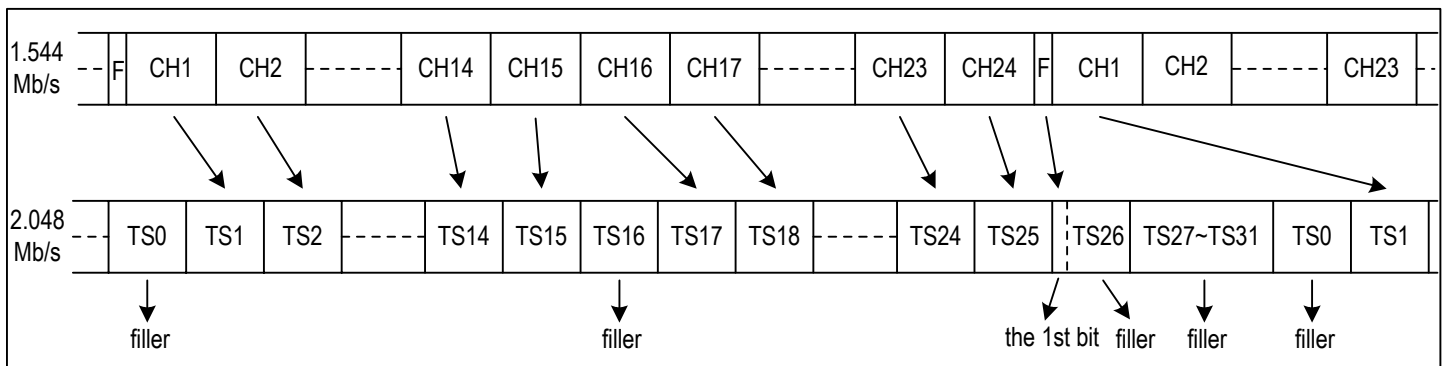 1.544 Mb/s
F CH1 CH2 CH14 CH15 CH16 CH17 CH23 CH24 F CH1 CH2 CH23
2.048 Mb/s
TS0 TS1 TS2 TS14 TS15 TS16 TS17 TS18 TS24 TS25 TS26 TS27~TS31 TS0 TS1
filler filler the 1st bit filler filler filler